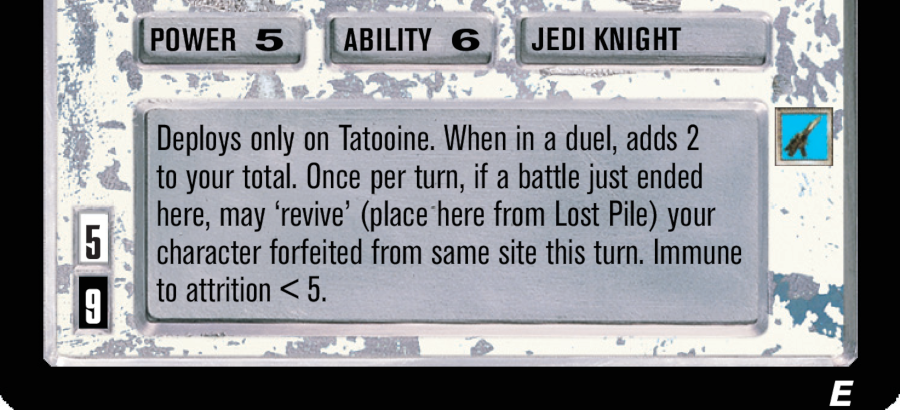 POWER 5 ABILITY 6 JEDI KNIGHT
Deploys only on Tatooine. When in a duel, adds 2
to your total. Once per turn, if a battle just ended
here, may ‘revive’ (place here from Lost Pile) your
character forfeited from same site this turn. Immune
to attrition < 5.
5
9
E